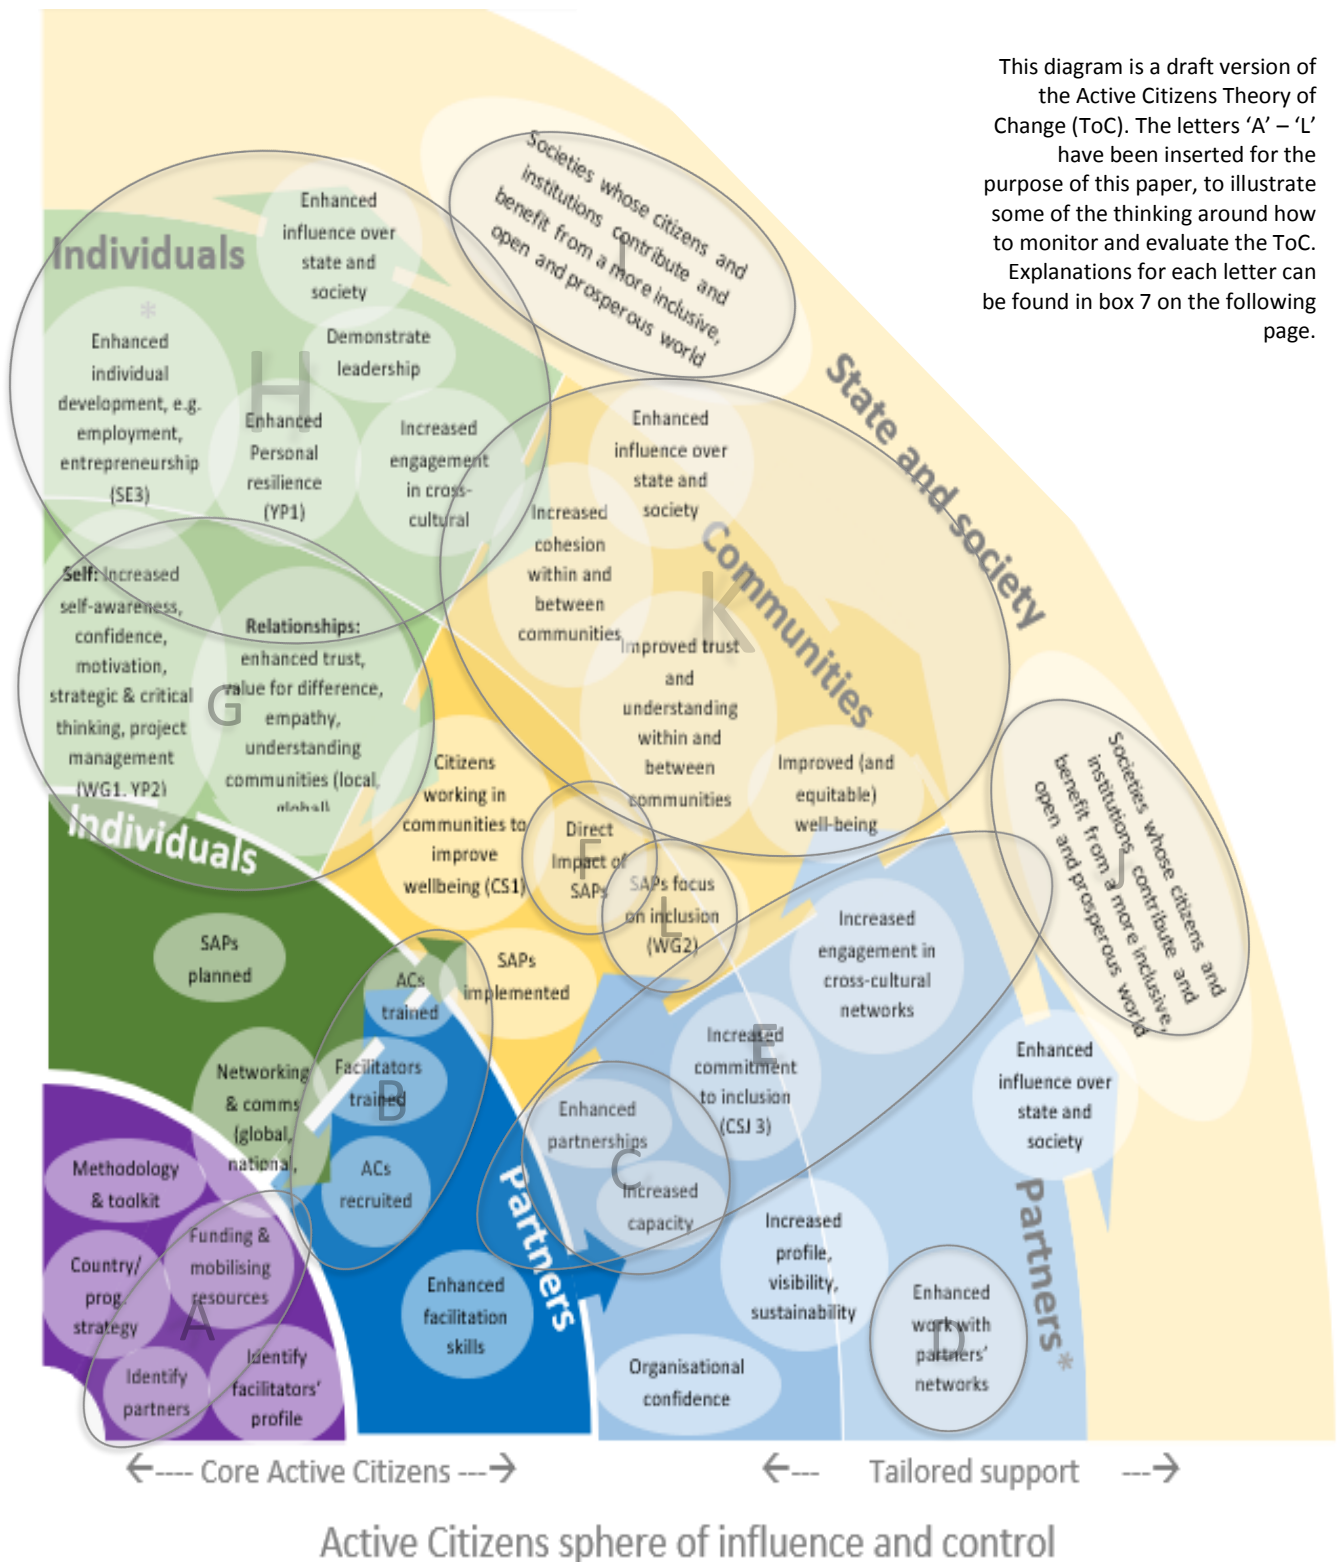 This diagram is a draft version of
the Active Citizens Theory of
Change (ToC). The letters ‘A’ – ‘L’
have been inserted for the
purpose of this paper, to illustrate
some of the thinking around how
to monitor and evaluate the ToC.
Explanations for each letter can
be found in box 7 on the following
page.
Societies whose citizens and
institutions contribute and
benefit from a more inclusive,
open and prosperous world
I
State and society
Individuals
Enhanced
influence over
state and
society
*
Enhanced
individual
development, e.g.
employment,
entrepreneurship
(SE3)
Demonstrate
leadership
H
Enhanced
Personal
resilience
(YP1)
Increased
engagement
in cross-
cultural
Self: Increased
self-awareness,
confidence,
motivation,
strategic & critical
thinking, project
management
(WG1, YP2)
G
Relationships:
enhanced trust,
value for difference,
empathy,
understanding
communities (local,
global)
Enhanced
influence over
state and
society
Communities
Increased
cohesion
within and
between
communities
K
Improved trust
and
understanding
within and
between
communities
Improved (and
equitable)
well-being
Societies whose citizens and
institutions contribute and
benefit from a more inclusive,
open and prosperous world
J
Citizens
working in
communities to
improve
wellbeing (CS1)
Direct
Impact of
SAPs
F
SAPs focus
on inclusion
(WG2)
L
SAPs
implemented
Individuals
SAPs
planned
Networking
& comms
(global,
national,
ACs
trained
Facilitators
trained
B
ACs
recruited
Partners
Enhanced
facilitation
skills
Methodology
& toolkit
Funding &
mobilising
resources
Country/
prog.
strategy
A
Identify
partners
Identify
facilitators’
profile
Increased
engagement in
cross-cultural
networks
E
Increased
commitment
to inclusion
(CSJ 3)
Enhanced
partnerships
C
Increased
capacity
Increased
profile,
visibility,
sustainability
Organisational
confidence
Enhanced
influence over
state and
society
Partners*
Enhanced
work with
partners’
networks
D
←---- Core Active Citizens ---→
←--- Tailored support ---→
Active Citizens sphere of influence and control